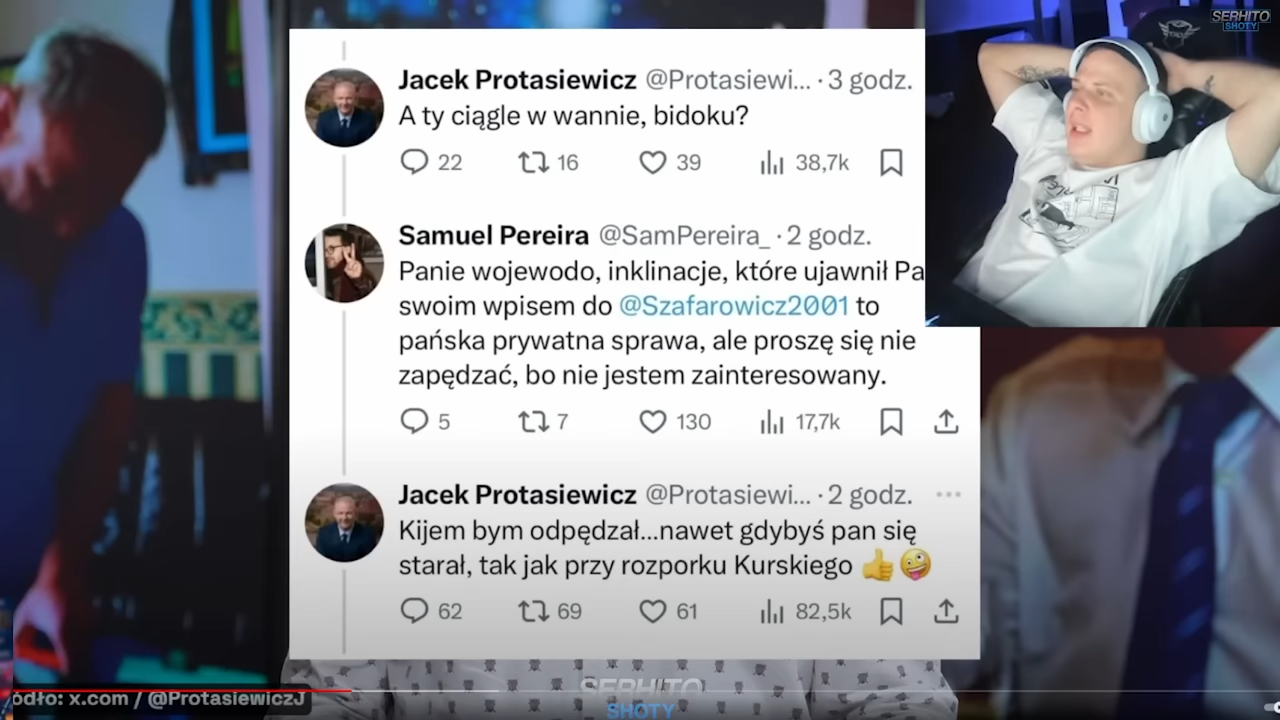 SERHITO
SHOTY
Jacek Protasiewicz @Protasiewi... · 3 godz.
A ty ciągle w wannie, bidoku?
22 16 39 38,7k
Samuel Pereira @SamPereira_ · 2 godz.
Panie wojewodo, inklinacje, które ujawnił Pa
swoim wpisem do @Szafarowicz2001 to
pańska prywatna sprawa, ale proszę się nie
zapędzać, bo nie jestem zainteresowany.
5 7 130 17,7k
Jacek Protasiewicz @Protasiewi... · 2 godz.
Kijem bym odpędzał...nawet gdybyś pan się
starał, tak jak przy rozporku Kurskiego 👍🤪
62 69 61 82,5k
SERHITO
SHOTY
ódło: x.com / @ProtasiewiczJ